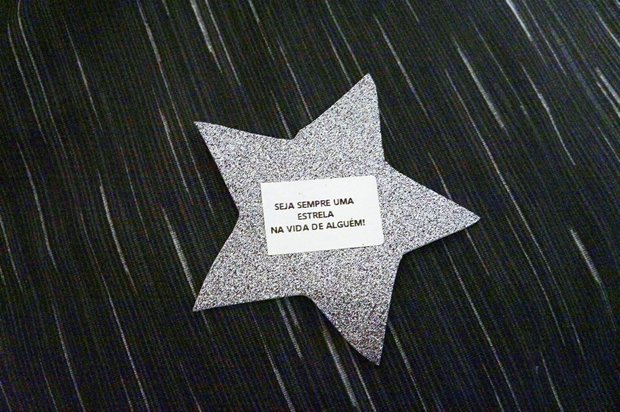 SEJA SEMPRE UMA
ESTRELA
NA VIDA DE ALGUÉM!